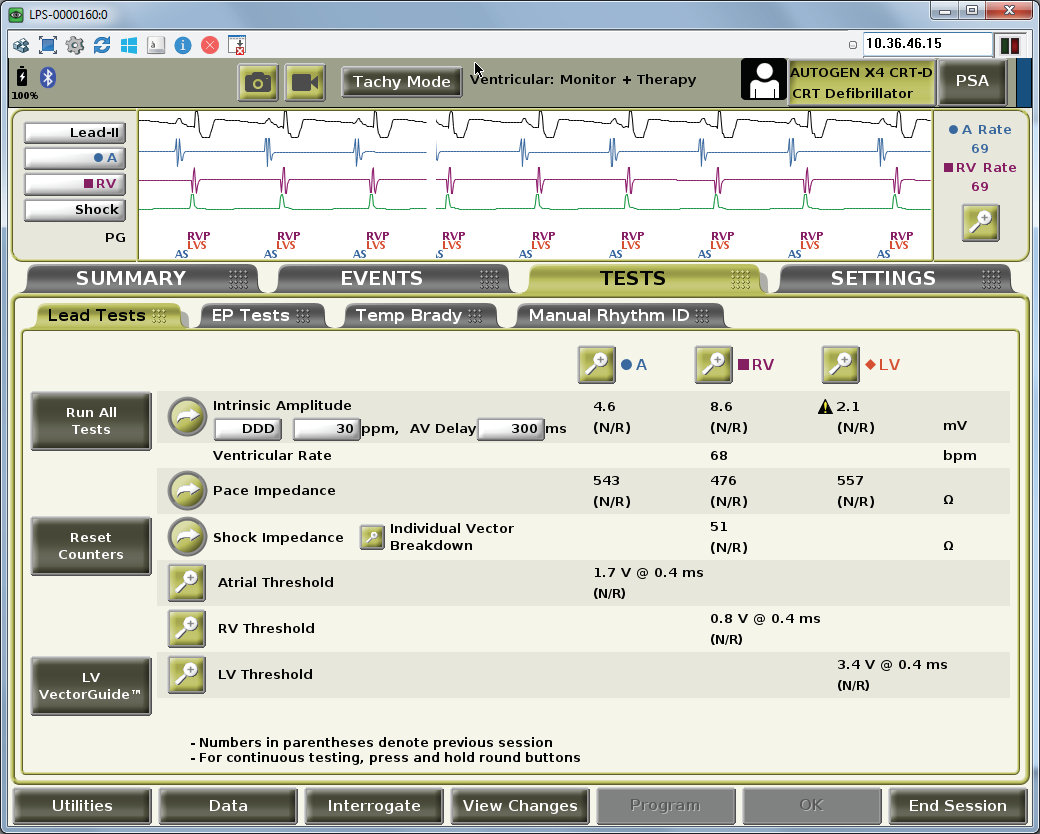 LPS-0000160:0
10.36.46.15
100%
Tachy Mode
Ventricular: Monitor + Therapy
AUTOGEN X4 CRT-D
CRT Defibrillator
PSA
Lead-II
A
RV
Shock
PG
RVP RVP RVP RVP RVP RVP RVP RVP RVP
LVS LVS LVS LVS LVS LVS LVS LVS LVS
AS AS AS AS AS AS AS AS AS
A Rate
69
RV Rate
69
SUMMARY EVENTS TESTS SETTINGS
Lead Tests EP Tests Temp Brady Manual Rhythm ID
A RV LV
Run All
Tests
Intrinsic Amplitude 4.6 8.6 2.1
DDD 30 ppm, AV Delay 300 ms (N/R) (N/R) (N/R) mV
Ventricular Rate 68 bpm
Pace Impedance 543 476 557
(N/R) (N/R) (N/R) Ω
Reset
Counters
Shock Impedance Individual Vector
Breakdown
51
(N/R) Ω
Atrial Threshold 1.7 V @ 0.4 ms
(N/R)
RV Threshold 0.8 V @ 0.4 ms
(N/R)
LV
VectorGuide™
LV Threshold 3.4 V @ 0.4 ms
(N/R)
- Numbers in parentheses denote previous session
- For continuous testing, press and hold round buttons
Utilities Data Interrogate View Changes Program OK End Session